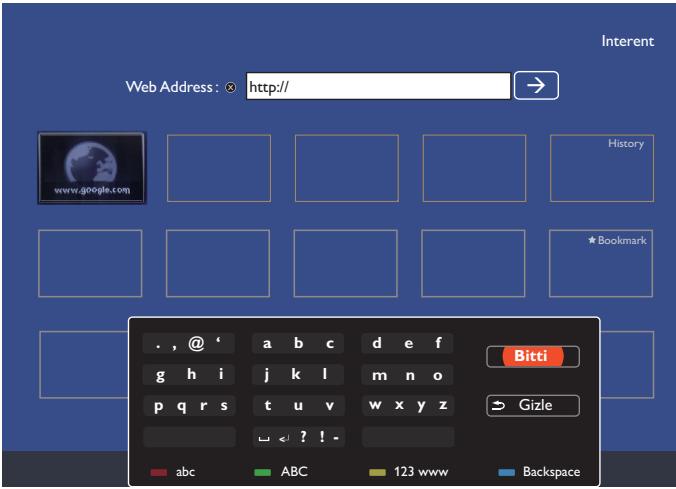 Interent
Web Address : http://
www.google.com
History
Bookmark
. , @ ‘ a b c d e f
Bitti
g h i j k l m n o
p q r s t u v w x y z
Gizle
? ! -
abc ABC 123 www Backspace